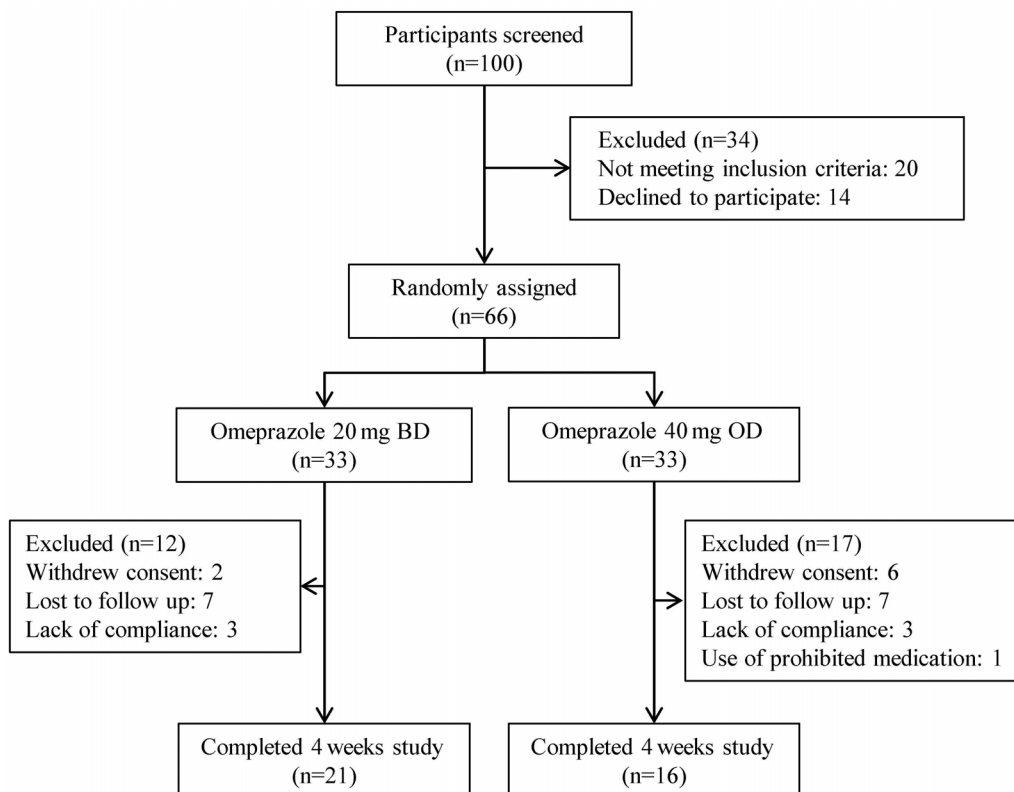 Participants screened
(n=100)
Excluded (n=34)
Not meeting inclusion criteria: 20
Declined to participate: 14
Randomly assigned
(n=66)
Omeprazole 20 mg BD
(n=33)
Omeprazole 40 mg OD
(n=33)
Excluded (n=12)
Withdrew consent: 2
Lost to follow up: 7
Lack of compliance: 3
Excluded (n=17)
Withdrew consent: 6
Lost to follow up: 7
Lack of compliance: 3
Use of prohibited medication: 1
Completed 4 weeks study
(n=21)
Completed 4 weeks study
(n=16)